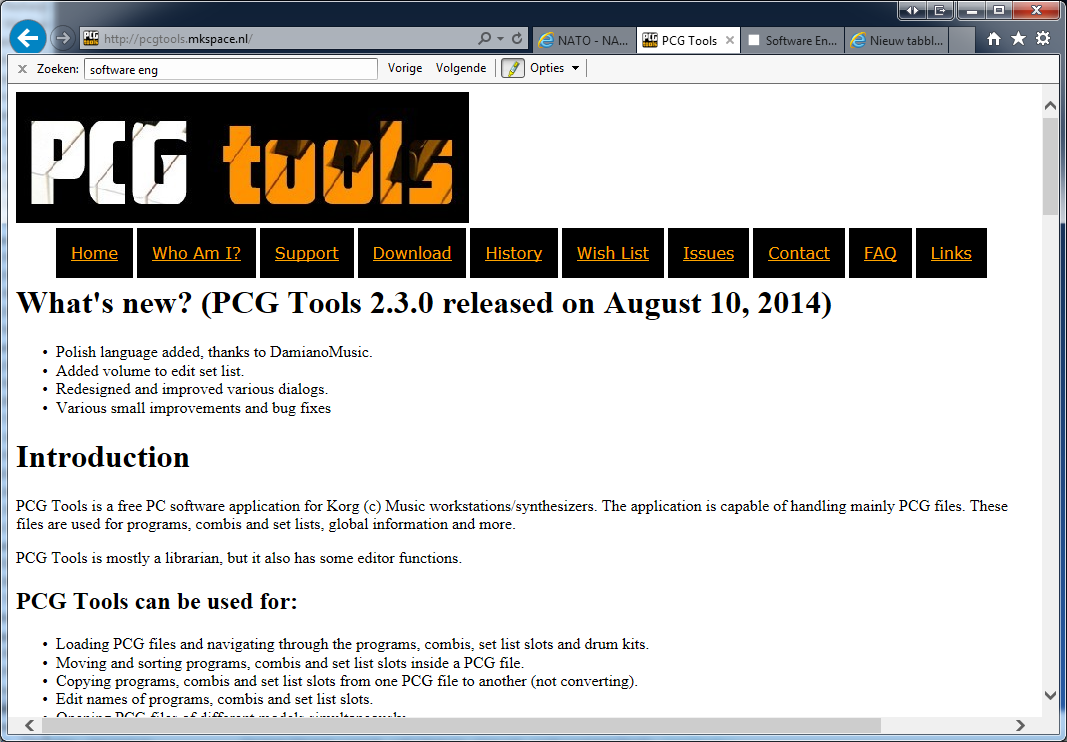 http://pcgtools.mkspace.nl/
NATO - NA...
PCG Tools
Software En...
Nieuw tabbl...
Zoeken: software eng Vorige Volgende Opties
PCG tools
Home Who Am I? Support Download History Wish List Issues Contact FAQ Links
What's new? (PCG Tools 2.3.0 released on August 10, 2014)
• Polish language added, thanks to DamianoMusic.
• Added volume to edit set list.
• Redesigned and improved various dialogs.
• Various small improvements and bug fixes
Introduction
PCG Tools is a free PC software application for Korg (c) Music workstations/synthesizers. The application is capable of handling mainly PCG files. These
files are used for programs, combis and set lists, global information and more.
PCG Tools is mostly a librarian, but it also has some editor functions.
PCG Tools can be used for:
• Loading PCG files and navigating through the programs, combis, set list slots and drum kits.
• Moving and sorting programs, combis and set list slots inside a PCG file.
• Copying programs, combis and set list slots from one PCG file to another (not converting).
• Edit names of programs, combis and set list slots.
• Opening PCG files of different models simultaneously.